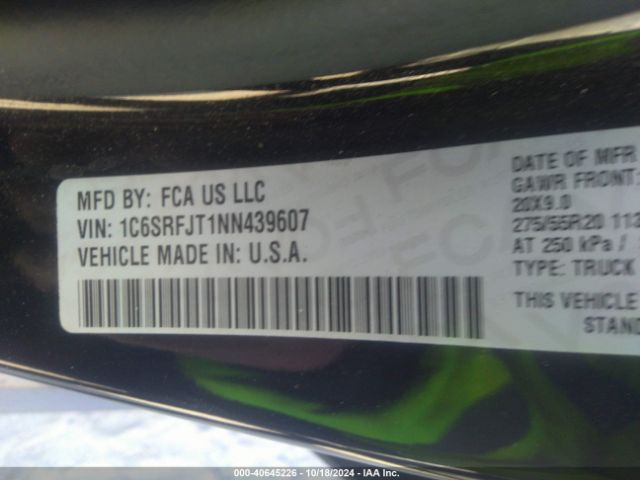 MFD BY: FCA US LLC
VIN: 1C6SRFJT1NN439607
VEHICLE MADE IN: U.S.A.
DATE OF MFR
GAWR FRONT:
20X9.0
275/55R20
AT 250 kPa /
TYPE: TRUCK
THIS VEHICLE
000-40645226 - 10/18/2024 - IAA Inc.